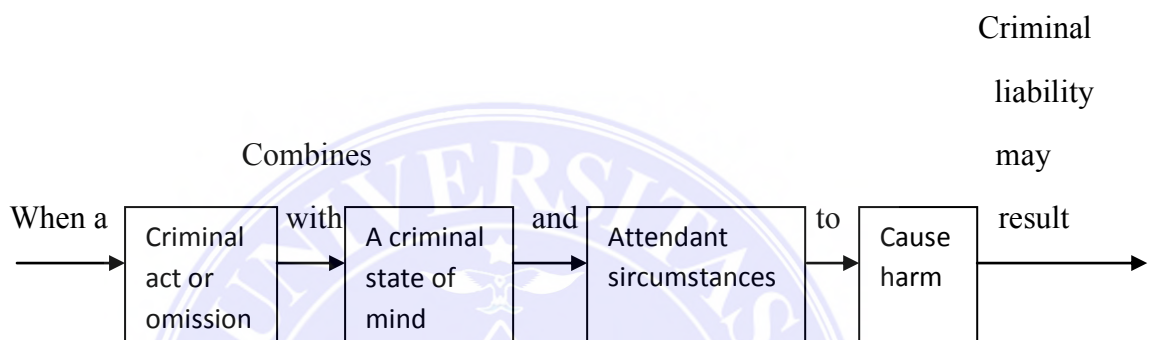 Criminal
liability
Combines
may
When a
Criminal
act or
omission
with
A criminal
state of
mind
and
Attendant
sircumstances
to
Cause
harm
result
UNIVERSITAS